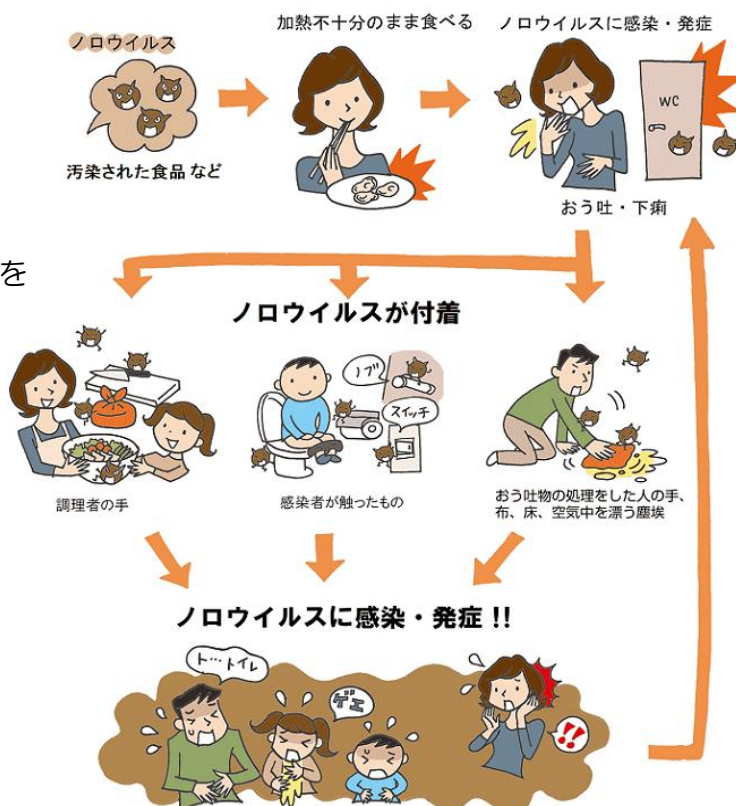 ノロウイルス
加熱不十分のまま食べる
ノロウイルスに感染・発症
WC
汚染された食品 など
おう吐・下痢
を
ノロウイルスが付着
ノブ
スイッチ
調理者の手
感染者が触ったもの
おう吐物の処理をした人の手、
布、床、空気中を漂う塵埃
ノロウイルスに感染・発症 !!
ト…トイレ
ゲエ
!!